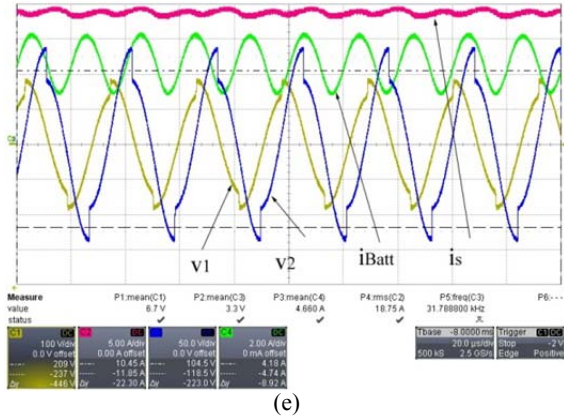 v1
v2
iBatt
is
Measure P1:mean(C1) P2:mean(C3) P3:mean(C4) P4:rms(C2) P5:freq(C3) P6:---
value 6.7 V 3.3 V 4.660 A 18.75 A 31.788800 kHz
status
C1 DC C2 DC DC C4 DC Tbase -8.0000 ms Trigger C1 DC
100 V/div 5.00 A/div 50.0 V/div 2.00 A/div 20.0 µs/div Stop -2 V
0.0 V offset 0.00 A offset 0.0 V offset 0 mA offset 500 kS 2.5 GS/s Edge Positive
209 V 10.45 A 104.5 V 4.18 A
-237 V -11.85 A -118.5 V -4.74 A
Δy -446 V Δy -22.30 A Δy -223.0 V Δy -8.92 A
(e)